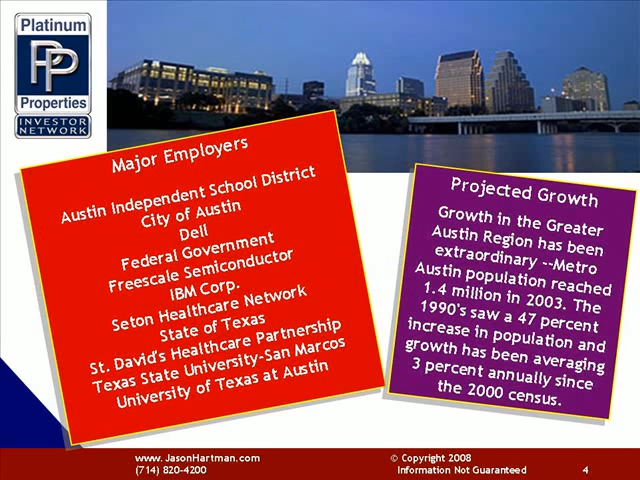 Platinum
PP
Properties
INVESTOR
NETWORK
Major Employers
Austin Independent School District
City of Austin
Dell
Federal Government
Freescale Semiconductor
IBM Corp.
Seton Healthcare Network
State of Texas
St. David's Healthcare Partnership
Texas State University-San Marcos
University of Texas at Austin
Projected Growth
Growth in the Greater
Austin Region has been
extraordinary --Metro
Austin population reached
1.4 million in 2003. The
1990's saw a 47 percent
increase in population and
growth has been averaging
3 percent annually since
the 2000 census.
www.JasonHartman.com
(714) 820-4200
© Copyright 2008
Information Not Guaranteed
4